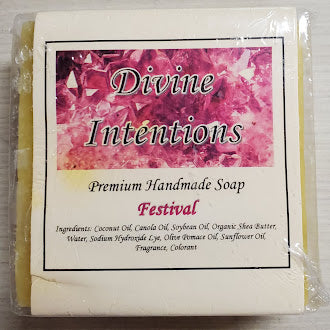 Divine
Intentions
Premium Handmade Soap
Festival
Ingredients: Coconut Oil, Canola Oil, Soybean Oil, Organic Shea Butter,
Water, Sodium Hydroxide Lye, Olive Pomace Oil, Sunflower Oil,
Fragrance, Colorant